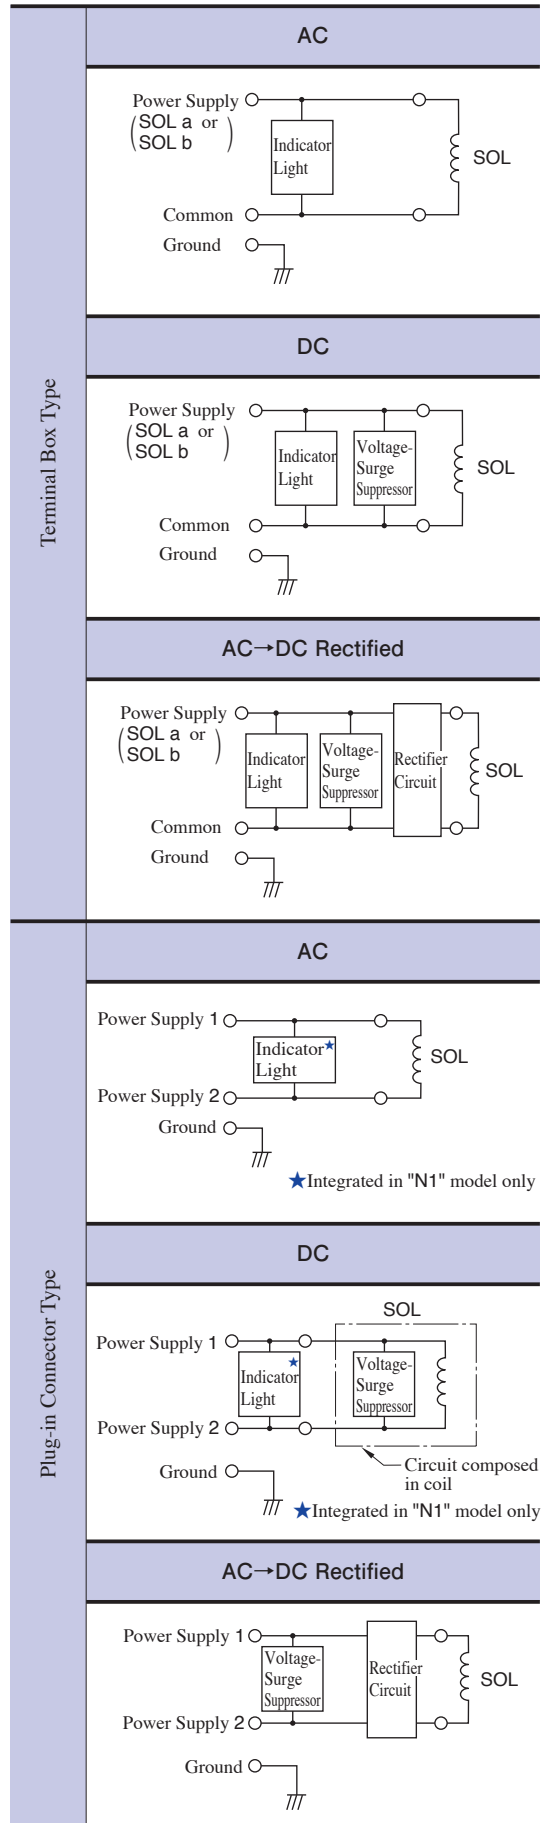 Terminal Box Type
AC
Power Supply
(SOL a or
SOL b)
Indicator
Light
SOL
Common
Ground
DC
Power Supply
(SOL a or
SOL b)
Indicator
Light
Voltage-
Surge
Suppressor
SOL
Common
Ground
AC→DC Rectified
Power Supply
(SOL a or
SOL b)
Indicator
Light
Voltage-
Surge
Suppressor
Rectifier
Circuit
SOL
Common
Ground
Plug-in Connector Type
AC
Power Supply 1
Indicator★
Light
SOL
Power Supply 2
Ground
★Integrated in "N1" model only
DC
SOL
Power Supply 1
★
Indicator
Light
Voltage-
Surge
Suppressor
Power Supply 2
Circuit composed
in coil
Ground
★Integrated in "N1" model only
AC→DC Rectified
Power Supply 1
Voltage-
Surge
Suppressor
Rectifier
Circuit
SOL
Power Supply 2
Ground